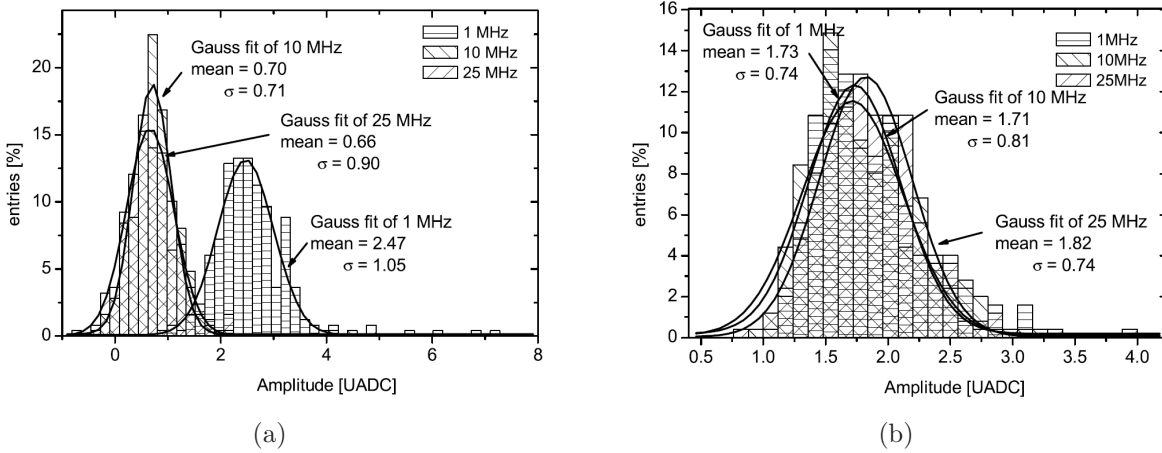 Gauss fit of 10 MHz
mean = 0.70
σ = 0.71
1 MHz
10 MHz
25 MHz
Gauss fit of 25 MHz
mean = 0.66
σ = 0.90
Gauss fit of 1 MHz
mean = 2.47
σ = 1.05
entries [%]
20
15
10
5
0
0
2
4
6
8
Amplitude [UADC]
(a)
Gauss fit of 1 MHz
mean = 1.73
σ = 0.74
1MHz
10MHz
25MHz
Gauss fit of 10 MHz
mean = 1.71
σ = 0.81
Gauss fit of 25 MHz
mean = 1.82
σ = 0.74
entries [%]
16
14
12
10
8
6
4
2
0
0.5
1.0
1.5
2.0
2.5
3.0
3.5
4.0
Amplitude [UADC]
(b)